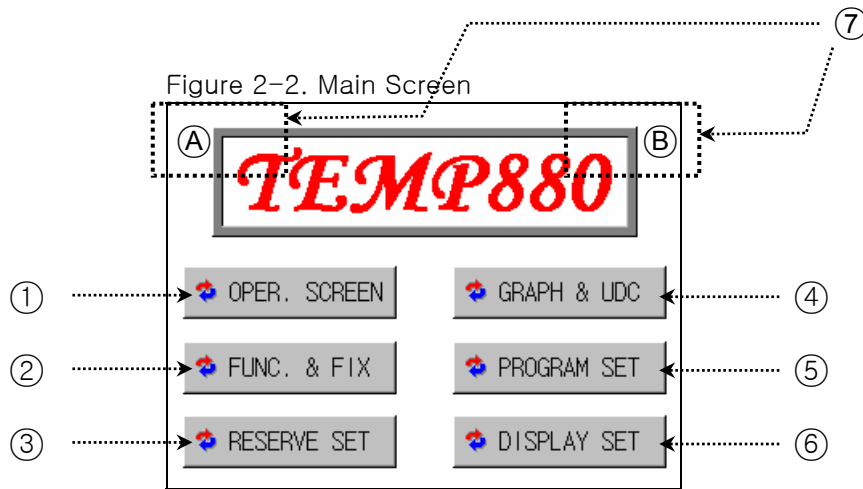 ⑦
Figure 2-2. Main Screen
Ⓐ Ⓑ
TEMP880
① OPER. SCREEN GRAPH & UDC ④
② FUNC. & FIX PROGRAM SET ⑤
③ RESERVE SET DISPLAY SET ⑥